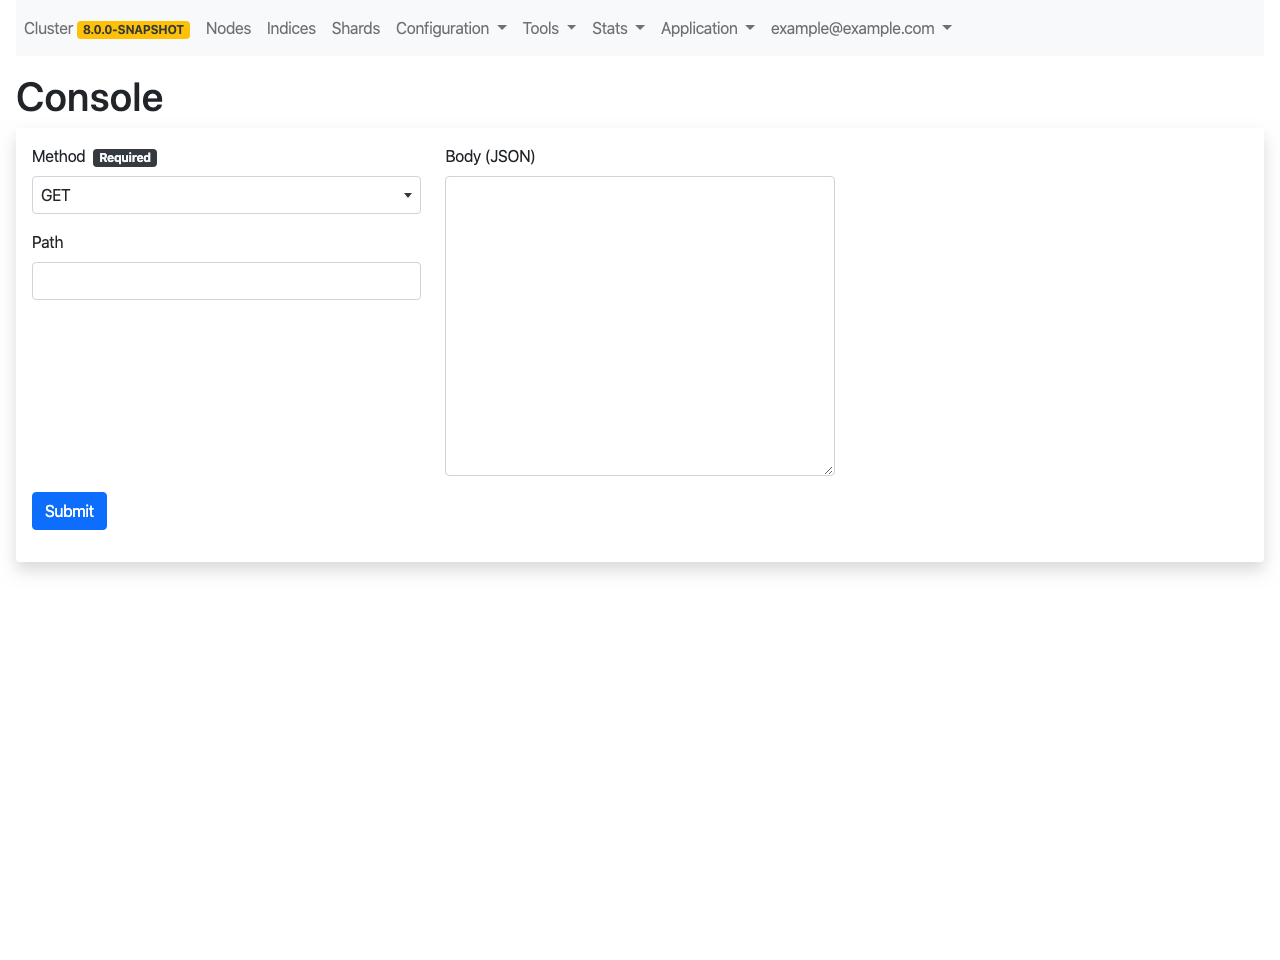 Cluster 8.0.0-SNAPSHOT Nodes Indices Shards Configuration Tools Stats Application example@example.com
Console
Method Required
GET
Path
Body (JSON)
Submit